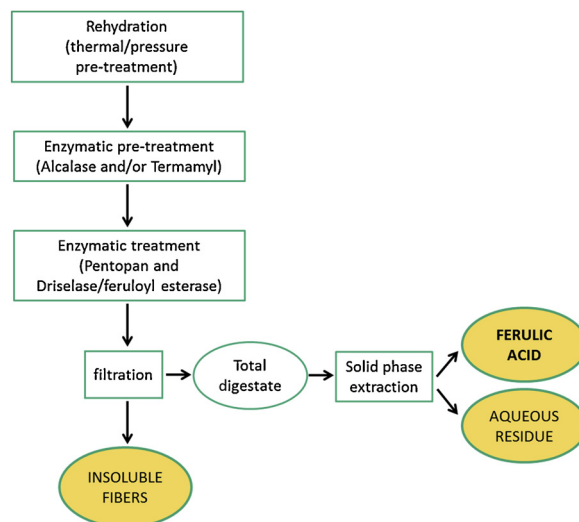 Rehydration
(thermal/pressure
pre-treatment)
Enzymatic pre-treatment
(Alcalase and/or Termamyl)
Enzymatic treatment
(Pentopan and
Driselase/feruloyl esterase)
filtration
Total
digestate
Solid phase
extraction
FERULIC
ACID
AQUEOUS
RESIDUE
INSOLUBLE
FIBERS